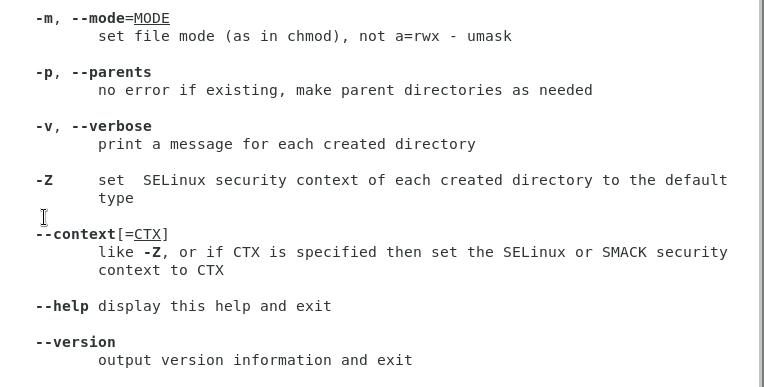 -m, --mode=MODE
set file mode (as in chmod), not a=rwx - umask
-p, --parents
no error if existing, make parent directories as needed
-v, --verbose
print a message for each created directory
-Z set SELinux security context of each created directory to the default
type
--context[=CTX]
like -Z, or if CTX is specified then set the SELinux or SMACK security
context to CTX
--help display this help and exit
--version
output version information and exit